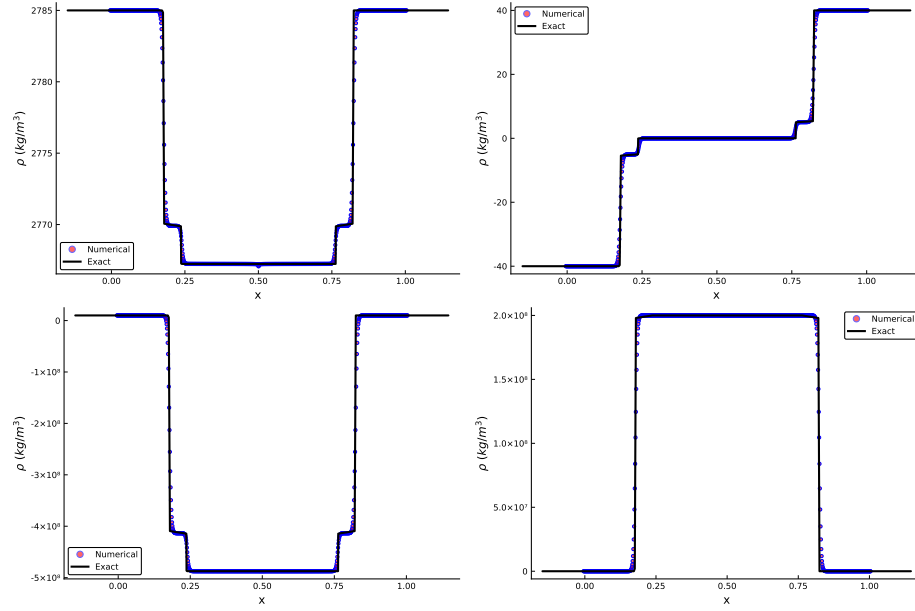 2785
2780
2775
2770
ρ (kg/m³)
Numerical
Exact
0.00 0.25 0.50 0.75 1.00
x
40
20
0
-20
-40
ρ (kg/m³)
Numerical
Exact
0.00 0.25 0.50 0.75 1.00
x
0
-1×10⁸
-2×10⁸
-3×10⁸
-4×10⁸
-5×10⁸
ρ (kg/m³)
Numerical
Exact
0.00 0.25 0.50 0.75 1.00
x
2.0×10⁸
1.5×10⁸
1.0×10⁸
5.0×10⁷
0
ρ (kg/m³)
Numerical
Exact
0.00 0.25 0.50 0.75 1.00
x